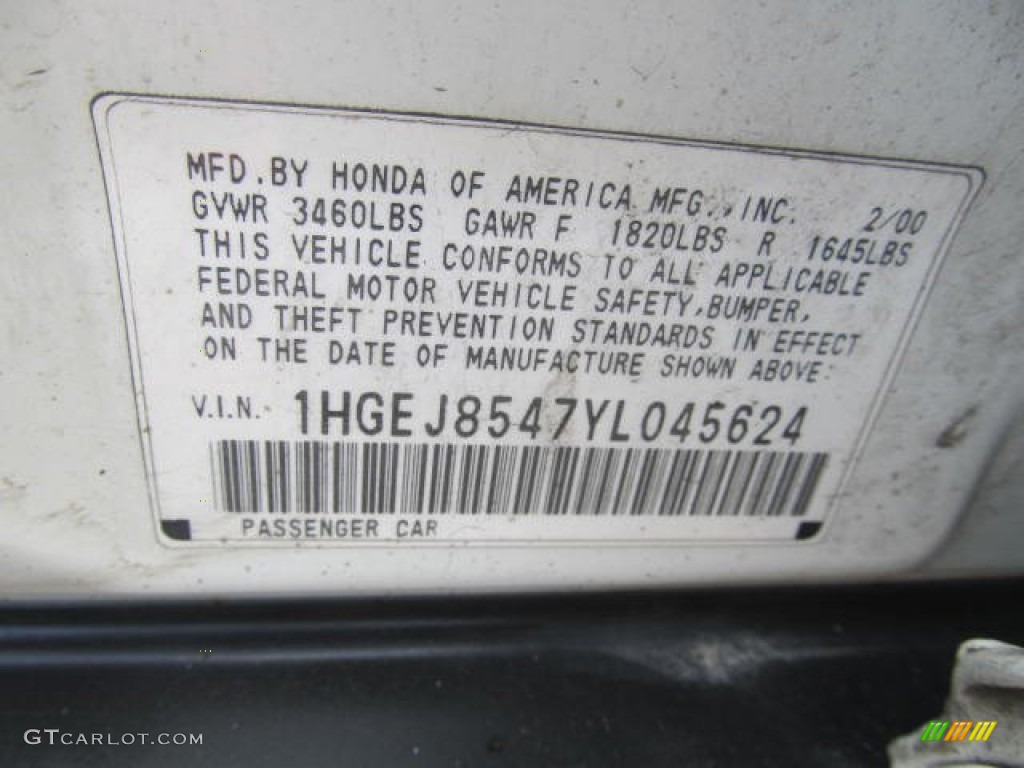 MFD.BY HONDA OF AMERICA MFG.,INC. 2/00
GVWR 3460LBS GAWR F 1820LBS R 1645LBS
THIS VEHICLE CONFORMS TO ALL APPLICABLE
FEDERAL MOTOR VEHICLE SAFETY,BUMPER,
AND THEFT PREVENTION STANDARDS IN EFFECT
ON THE DATE OF MANUFACTURE SHOWN ABOVE:
V.I.N. 1HGEJ8547YL045624
PASSENGER CAR
GTCARLOT.COM